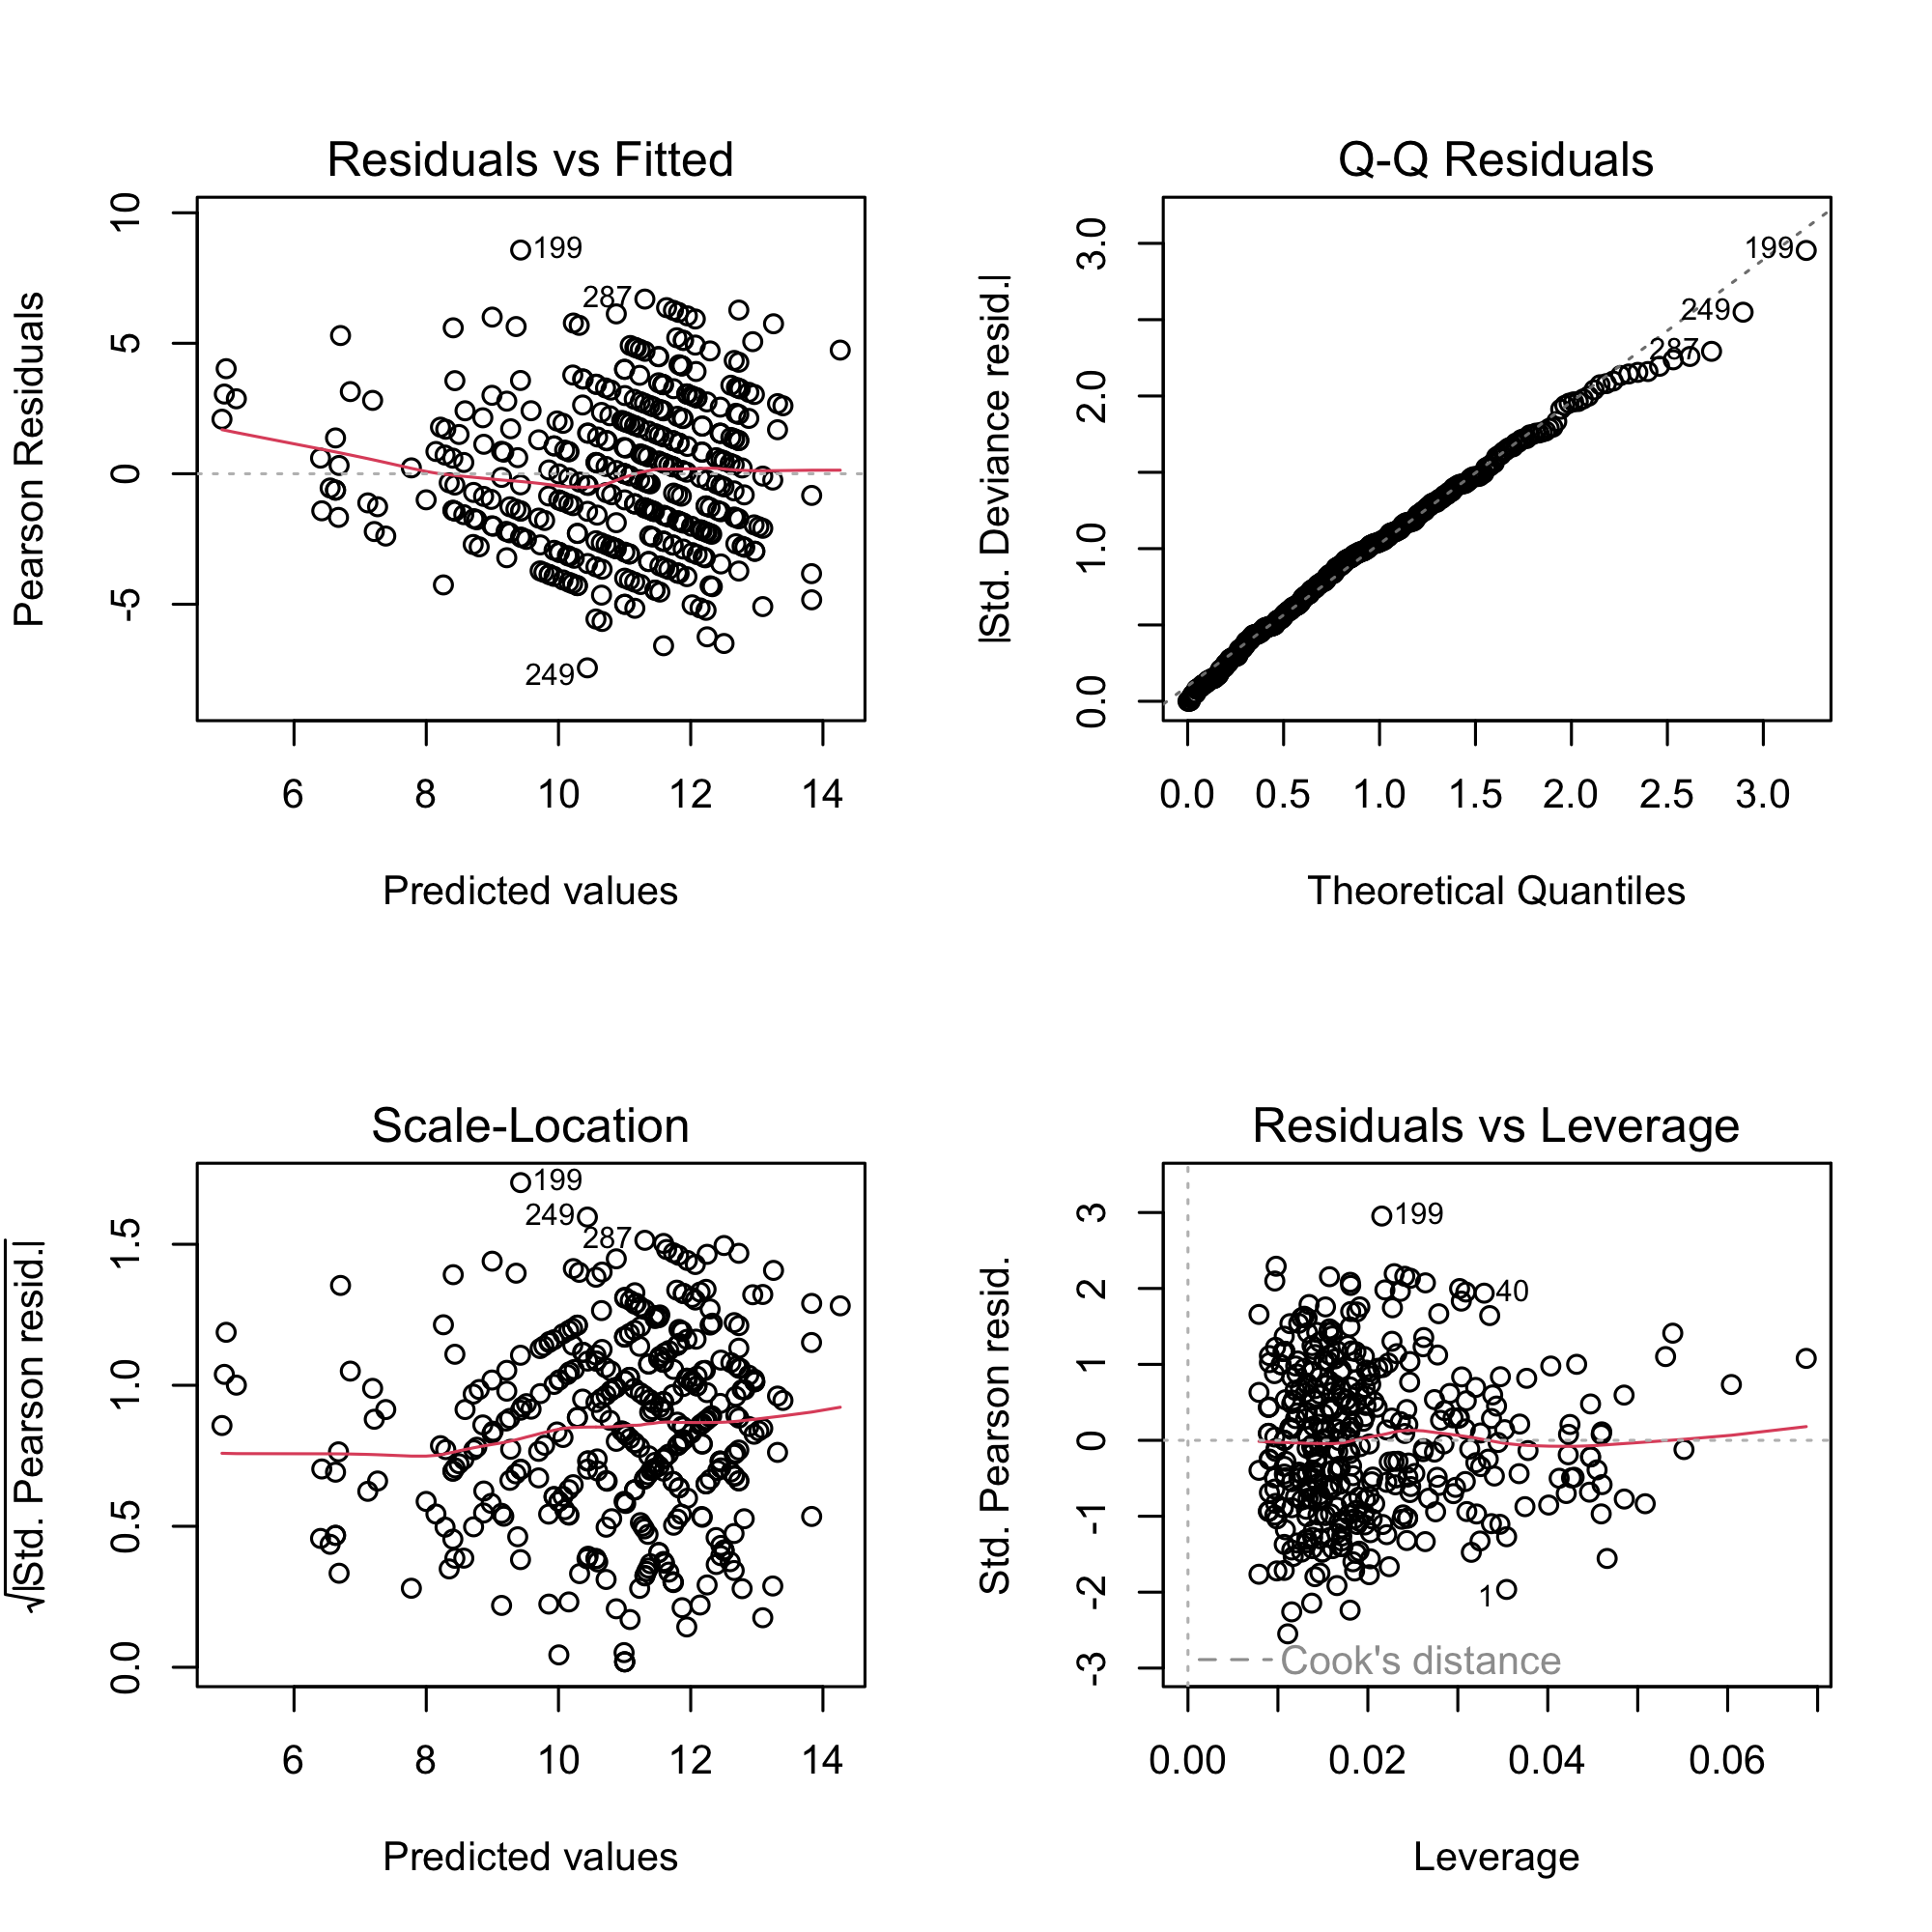 Residuals vs Fitted
Pearson Residuals
10
5
0
-5
199
287
249
6 8 10 12 14
Predicted values
Q-Q Residuals
|Std. Deviance resid.|
3.0
2.0
1.0
0.0
199
249
287
0.0 0.5 1.0 1.5 2.0 2.5 3.0
Theoretical Quantiles
Scale-Location
√|Std. Pearson resid.|
1.5
1.0
0.5
0.0
199
249
287
6 8 10 12 14
Predicted values
Residuals vs Leverage
Std. Pearson resid.
3
2
1
0
-1
-2
-3
199
40
1
Cook's distance
0.00 0.02 0.04 0.06
Leverage